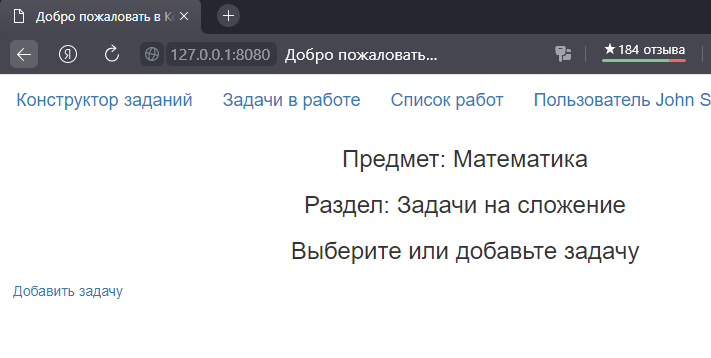 Добро пожаловать в К
127.0.0.1:8080 Добро пожаловать... ★184 отзыва
Конструктор заданий Задачи в работе Список работ Пользователь John S
Предмет: Математика
Раздел: Задачи на сложение
Выберите или добавьте задачу
Добавить задачу